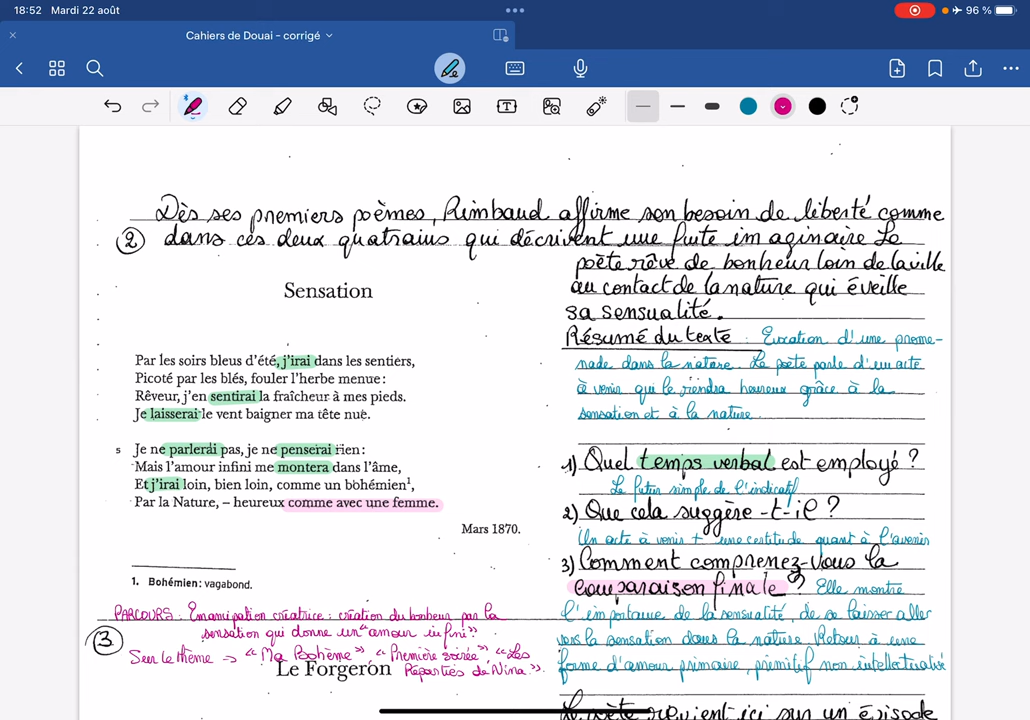 18:52 Mardi 22 août
96 %
Cahiers de Douai - corrigé
Dès ses premiers poèmes, Rimbaud affirme son besoin de liberté comme
② dans ces deux quatrains qui décrivent une fuite imaginaire Le
poète rêve de bonheur loin de la ville
au contact de la nature qui éveille
sa sensualité.
Sensation
Par les soirs bleus d'été, j'irai dans les sentiers,
Picoté par les blés, fouler l'herbe menue :
Rêveur, j'en sentirai la fraîcheur à mes pieds.
Je laisserai le vent baigner ma tête nue.
5 Je ne parlerai pas, je ne penserai rien :
Mais l'amour infini me montera dans l'âme,
Et j'irai loin, bien loin, comme un bohémien¹,
Par la Nature, – heureux comme avec une femme.
Mars 1870.
1. Bohémien : vagabond.
Résumé du texte : Evocation d'une prome-
nade dans la nature. Le poète parle d'un acte
à venir qui le rendra heureux grâce à la
sensation et à la nature.
1) Quel temps verbal est employé ?
Le futur simple de l'indicatif
2) Que cela suggère-t-il ?
Un acte à venir + une certitude quant à l'avenir
3) Comment comprenez-vous la
comparaison finale ? Elle montre
l'importance de la sensualité, de se laisser aller
vers la sensation dans la nature. Retour à une
forme d'amour primaire, primitif non intellectualisé
PARCOURS : Emancipation créatrice : création du bonheur par la
sensation qui donne un "amour infini".
③ Sur le thème → "Ma Bohème" "Première soirée", "Les
Réparties de Nina".
Le Forgeron
Le poète revient ici sur un épisode